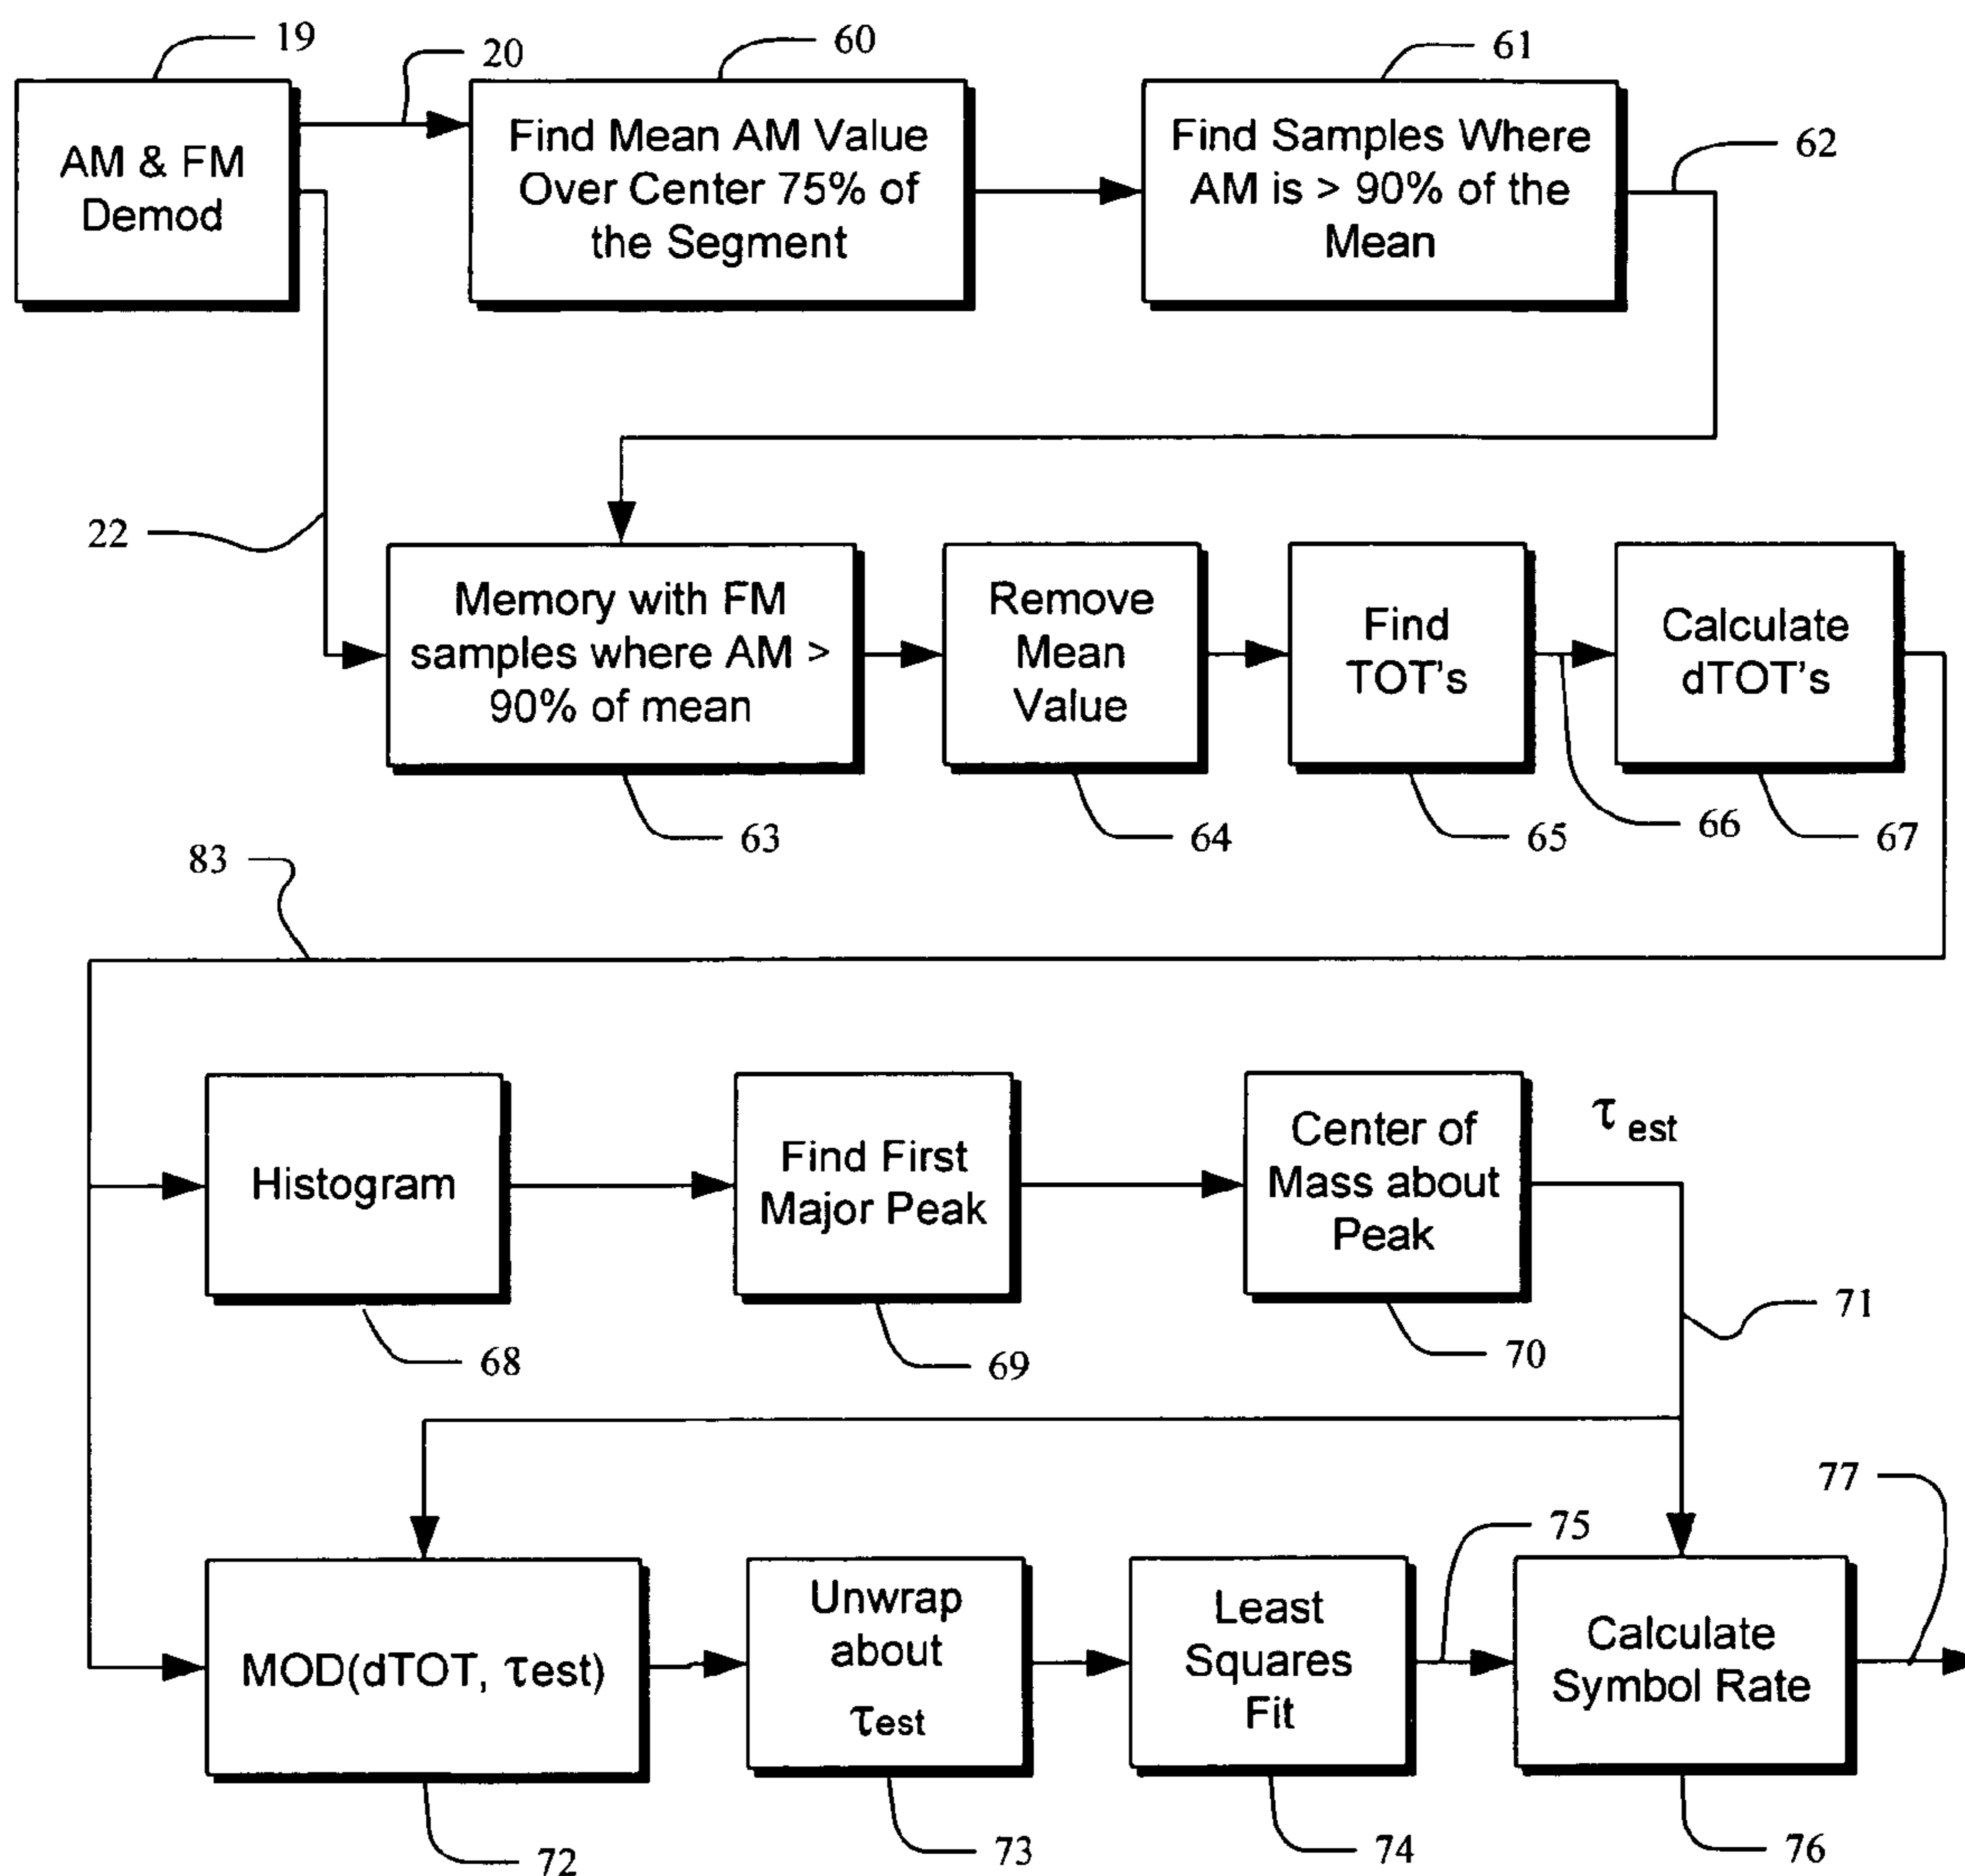 19
20
60
61
AM & FM
Demod
Find Mean AM Value
Over Center 75% of
the Segment
Find Samples Where
AM is > 90% of the
Mean
62
22
Memory with FM
samples where AM >
90% of mean
Remove
Mean
Value
Find
TOT's
Calculate
dTOT's
63
64
65
66
67
83
Histogram
Find First
Major Peak
Center of
Mass about
Peak
τ est
71
68
69
70
77
75
MOD(dTOT, τest)
Unwrap
about
τest
Least
Squares
Fit
Calculate
Symbol Rate
72
73
74
76